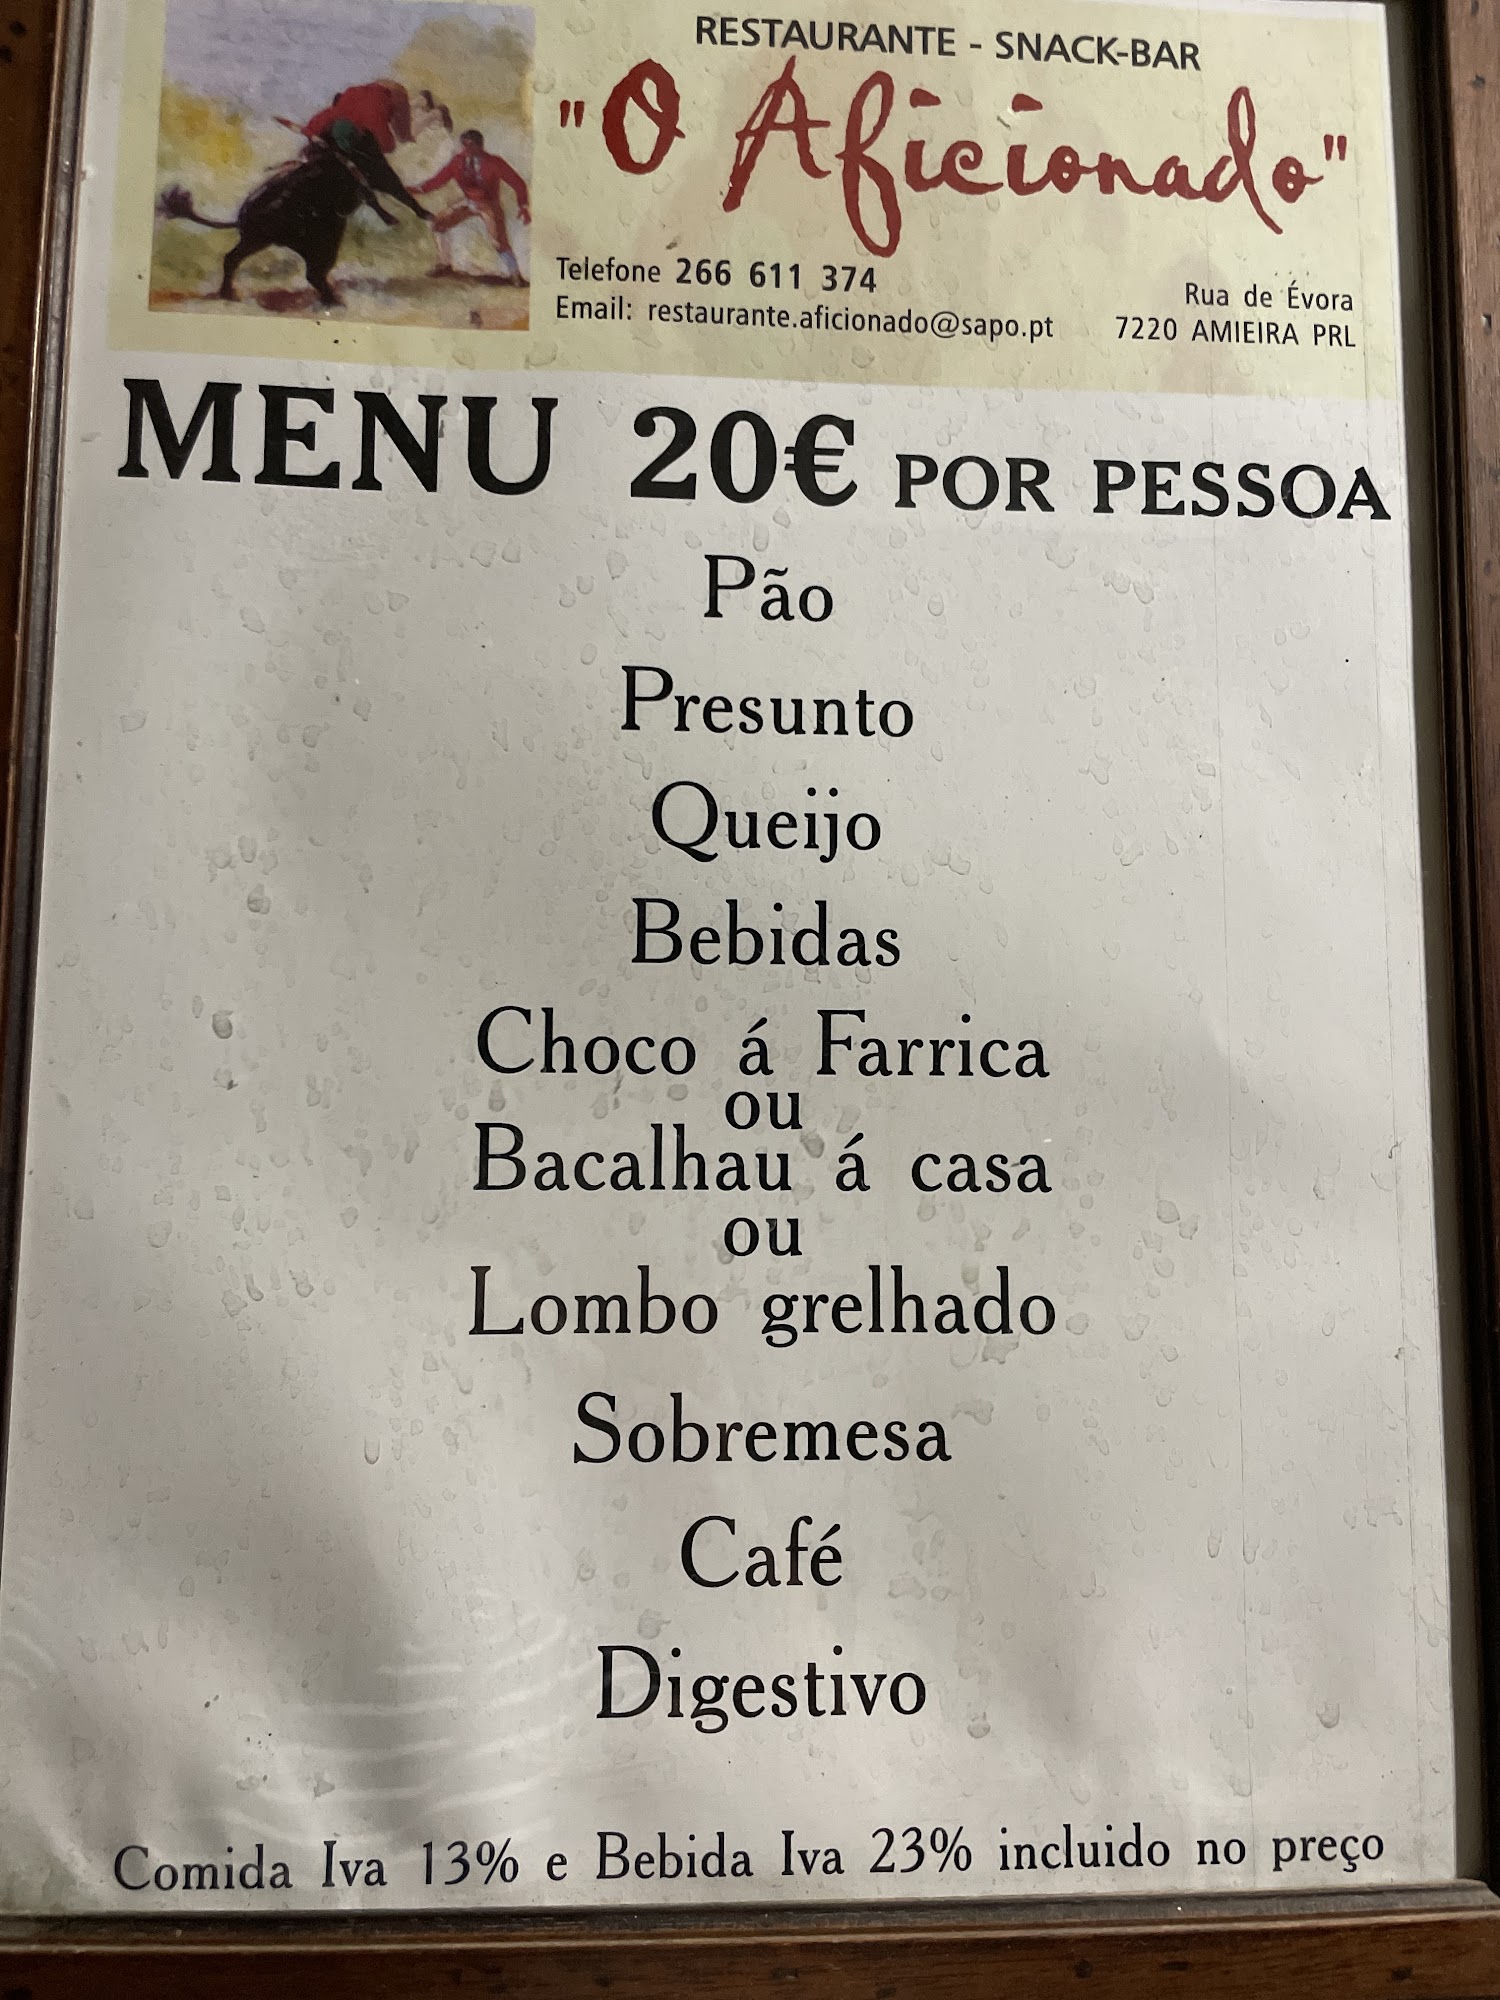 RESTAURANTE - SNACK-BAR
"O Aficionado"
Telefone 266 611 374
Email: restaurante.aficionado@sapo.pt
Rua de Évora
7220 AMIEIRA PRL
MENU 20€ POR PESSOA
Pão
Presunto
Queijo
Bebidas
Choco á Farrica
ou
Bacalhau á casa
ou
Lombo grelhado
Sobremesa
Café
Digestivo
Comida Iva 13% e Bebida Iva 23% incluido no preço